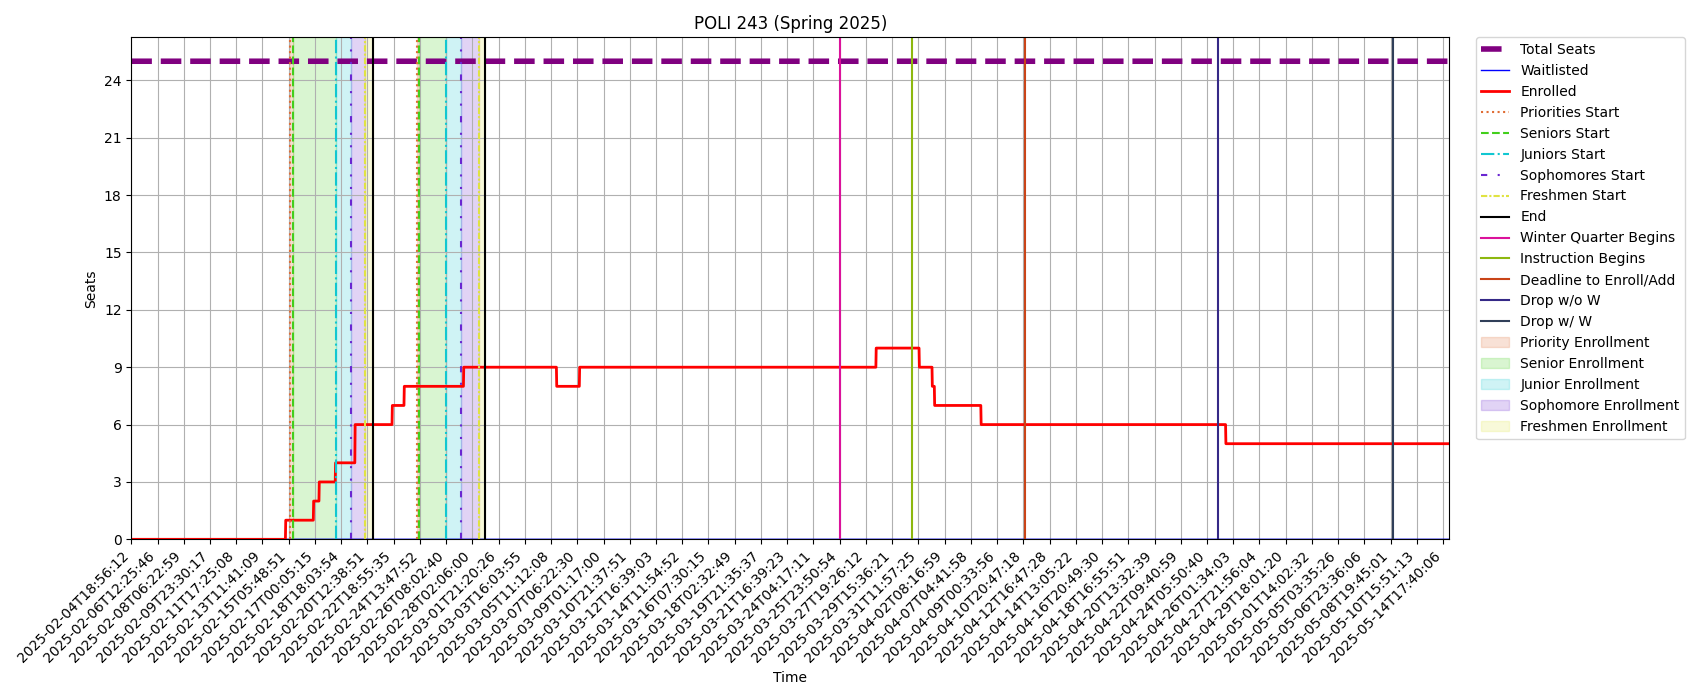 POLI 243 (Spring 2025)
Seats
24
21
18
15
12
9
6
3
0
2025-02-04T18:56:12
2025-02-06T12:25:46
2025-02-08T06:22:59
2025-02-09T23:30:17
2025-02-11T17:25:08
2025-02-13T11:41:09
2025-02-15T05:48:51
2025-02-17T00:05:15
2025-02-18T18:03:54
2025-02-20T12:38:51
2025-02-22T18:55:35
2025-02-24T13:47:52
2025-02-26T08:02:40
2025-02-28T02:06:00
2025-03-01T21:20:26
2025-03-03T16:03:55
2025-03-05T11:12:08
2025-03-07T06:22:30
2025-03-09T01:17:00
2025-03-10T21:37:51
2025-03-12T16:39:03
2025-03-14T11:54:52
2025-03-16T07:30:15
2025-03-18T02:32:49
2025-03-19T21:35:37
2025-03-21T16:39:23
2025-03-24T04:17:11
2025-03-25T23:50:54
2025-03-27T19:26:12
2025-03-29T15:36:21
2025-03-31T11:57:25
2025-04-02T08:16:59
2025-04-07T04:41:58
2025-04-09T00:33:56
2025-04-10T20:47:18
2025-04-12T16:47:28
2025-04-14T13:05:22
2025-04-16T20:49:30
2025-04-18T16:55:51
2025-04-20T13:32:39
2025-04-22T09:40:59
2025-04-24T05:50:40
2025-04-26T01:34:03
2025-04-27T21:56:04
2025-04-29T18:01:20
2025-05-01T14:02:32
2025-05-05T03:35:26
2025-05-06T23:36:06
2025-05-08T19:45:01
2025-05-10T15:51:13
2025-05-14T17:40:06
Time
Total Seats
Waitlisted
Enrolled
Priorities Start
Seniors Start
Juniors Start
Sophomores Start
Freshmen Start
End
Winter Quarter Begins
Instruction Begins
Deadline to Enroll/Add
Drop w/o W
Drop w/ W
Priority Enrollment
Senior Enrollment
Junior Enrollment
Sophomore Enrollment
Freshmen Enrollment